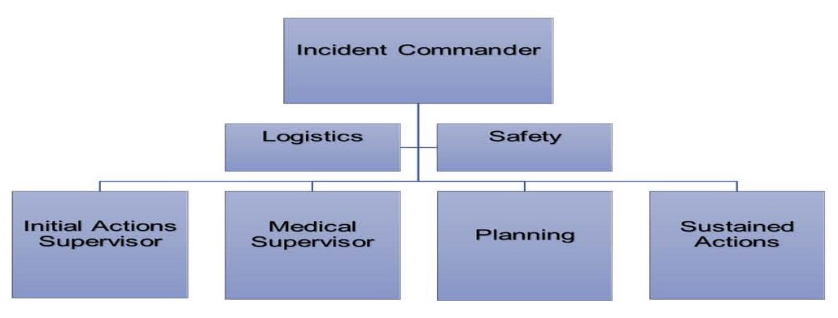 Incident Commander
Logistics
Safety
Initial Actions
Supervisor
Medical
Supervisor
Planning
Sustained
Actions